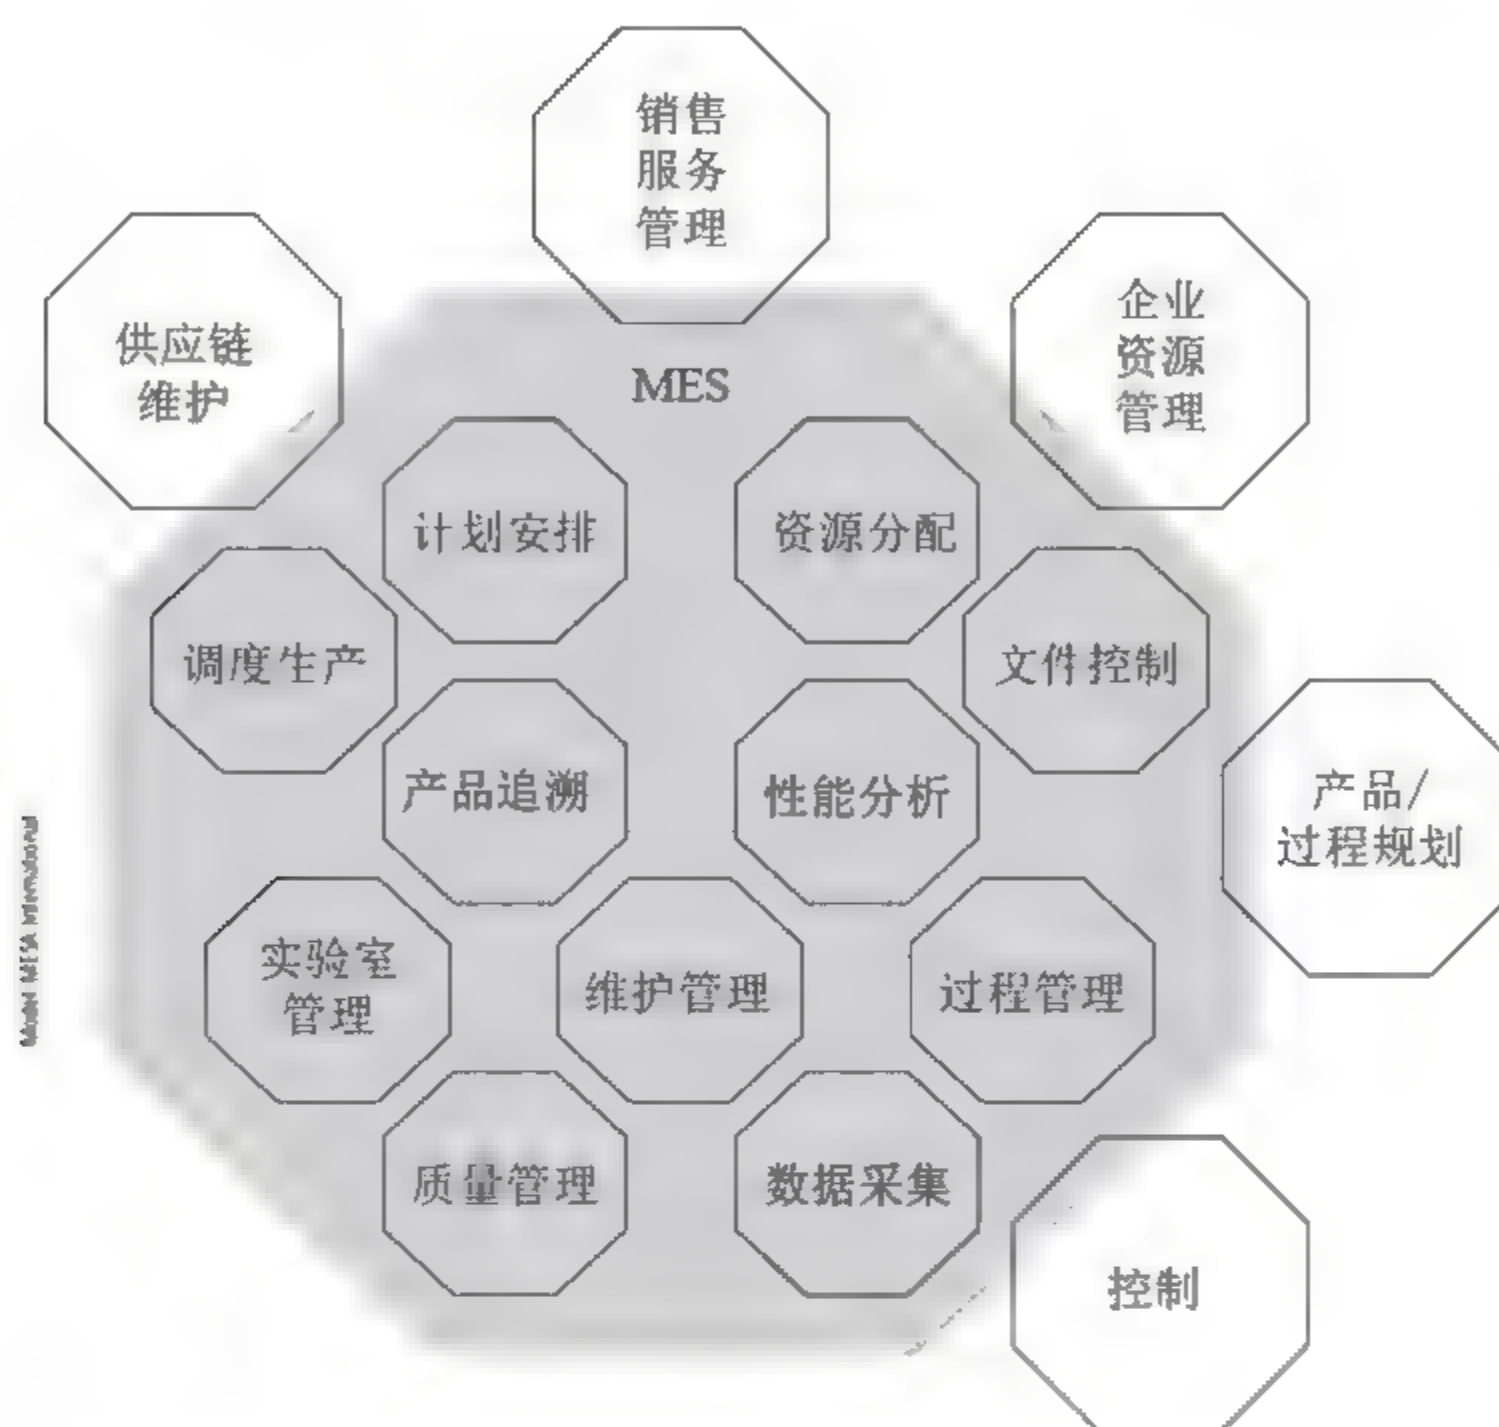 销售
服务
管理
供应链
维护
企业
资源
管理
MES
计划安排
资源分配
调度生产
文件控制
产品追溯
性能分析
产品/
过程规划
实验室
管理
维护管理
过程管理
质量管理
数据采集
控制